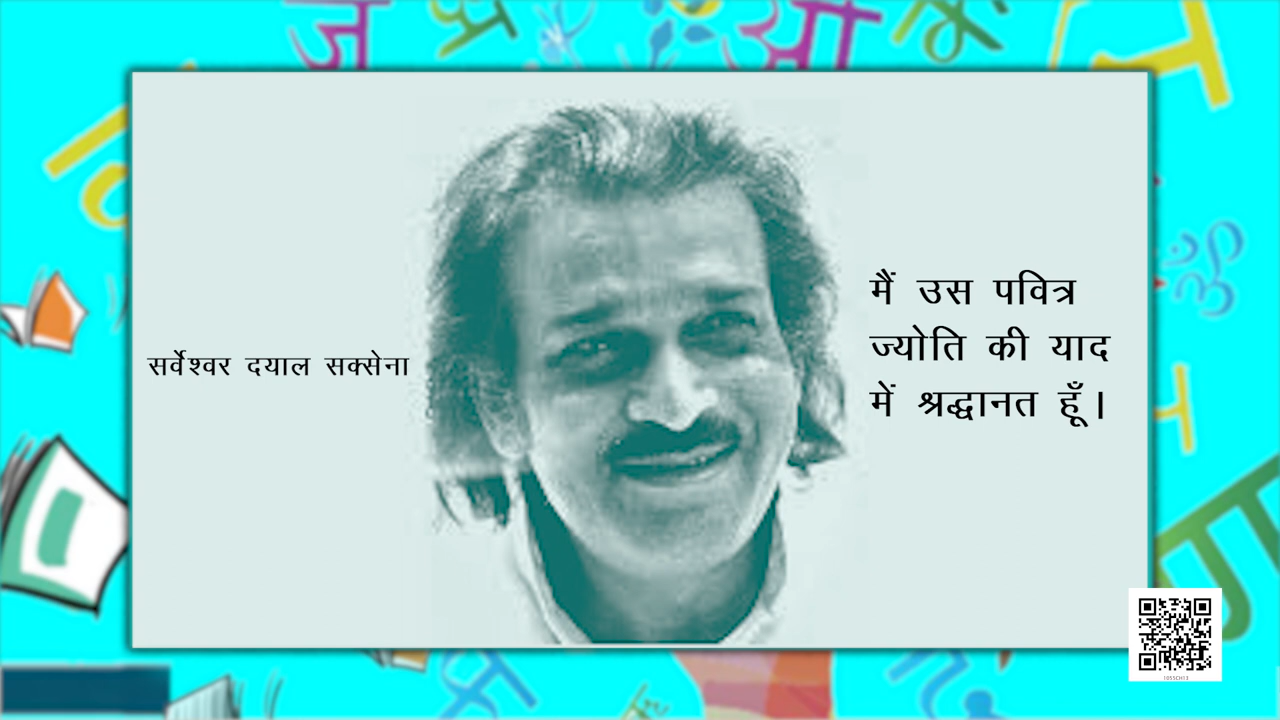 सर्वेश्वर दयाल सक्सेना
मैं उस पवित्र
ज्योति की याद
में श्रद्धानत हूँ।